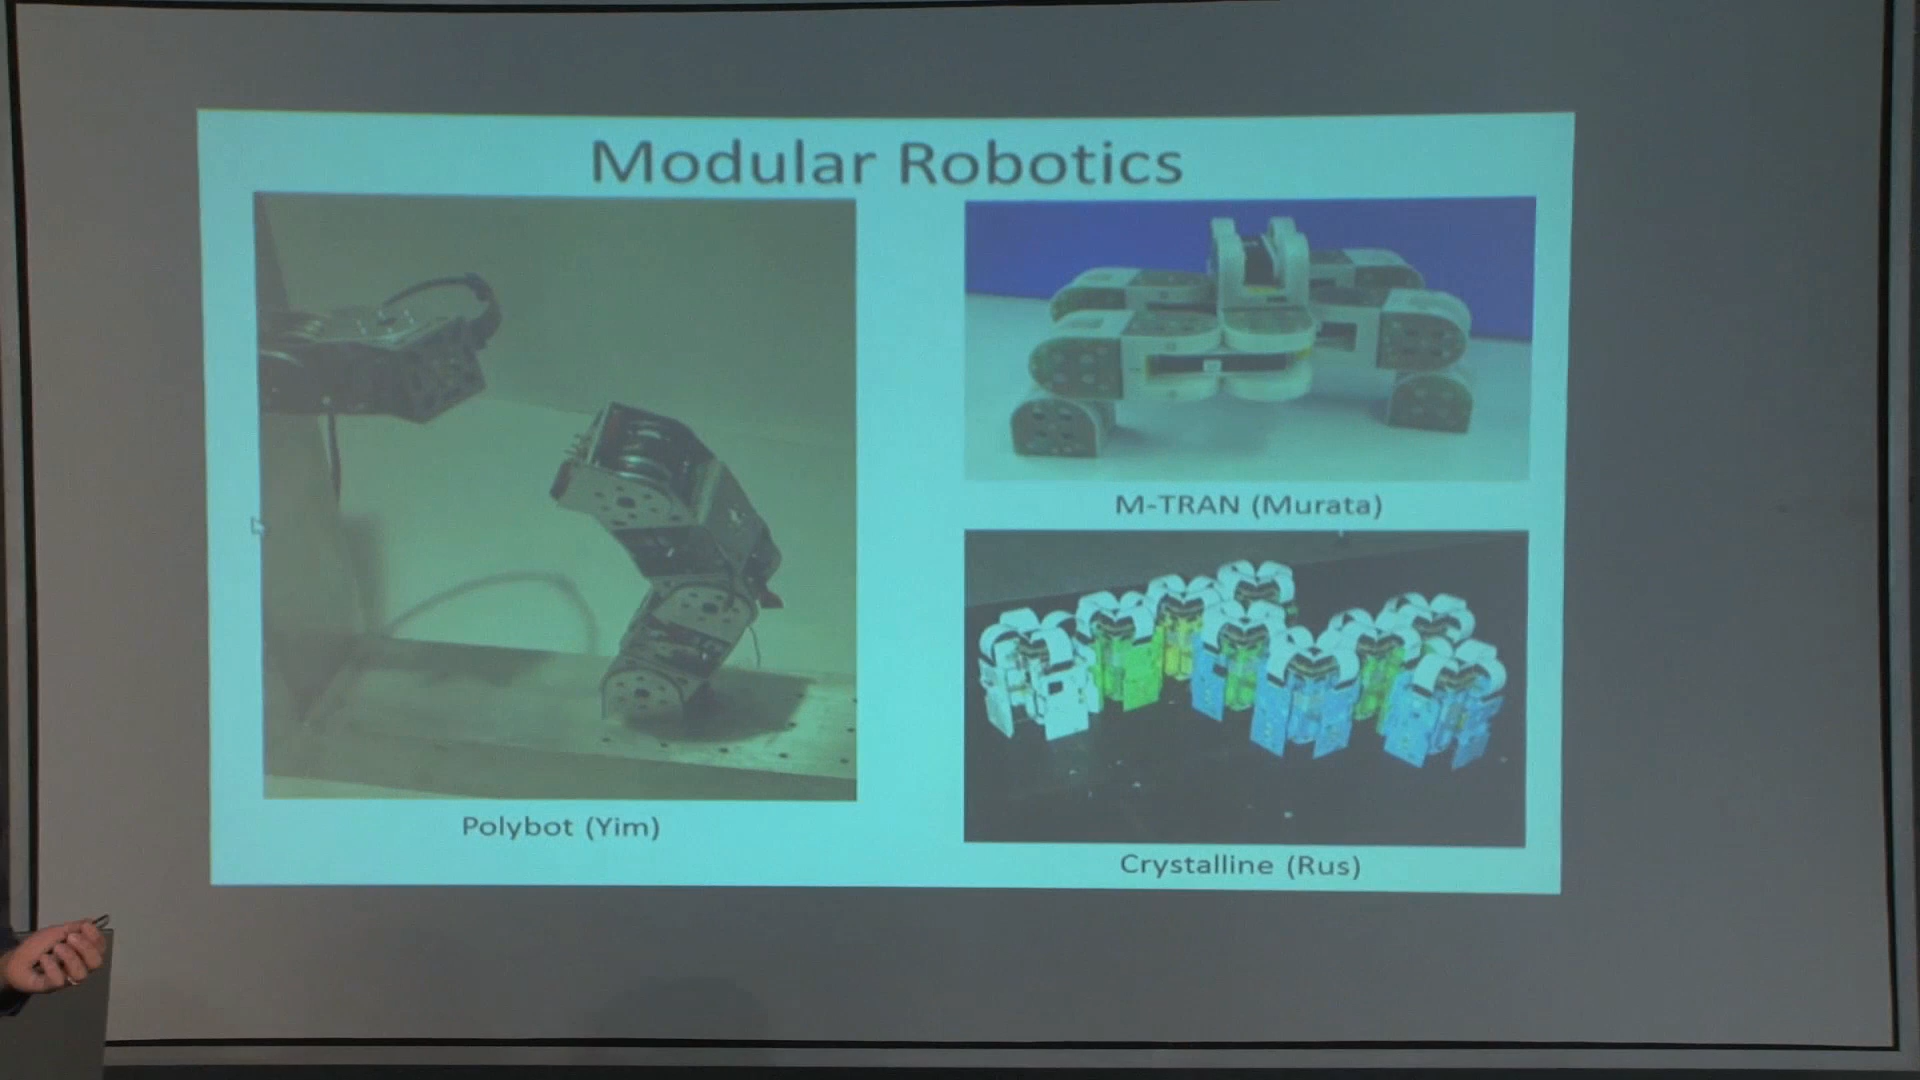 Modular Robotics
Polybot (Yim)
M-TRAN (Murata)
Crystalline (Rus)